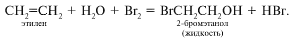 CH₂=CH₂ + H₂O + Br₂ = BrCH₂CH₂OH + HBr.
этилен 2-бромэтанол
(жидкость)